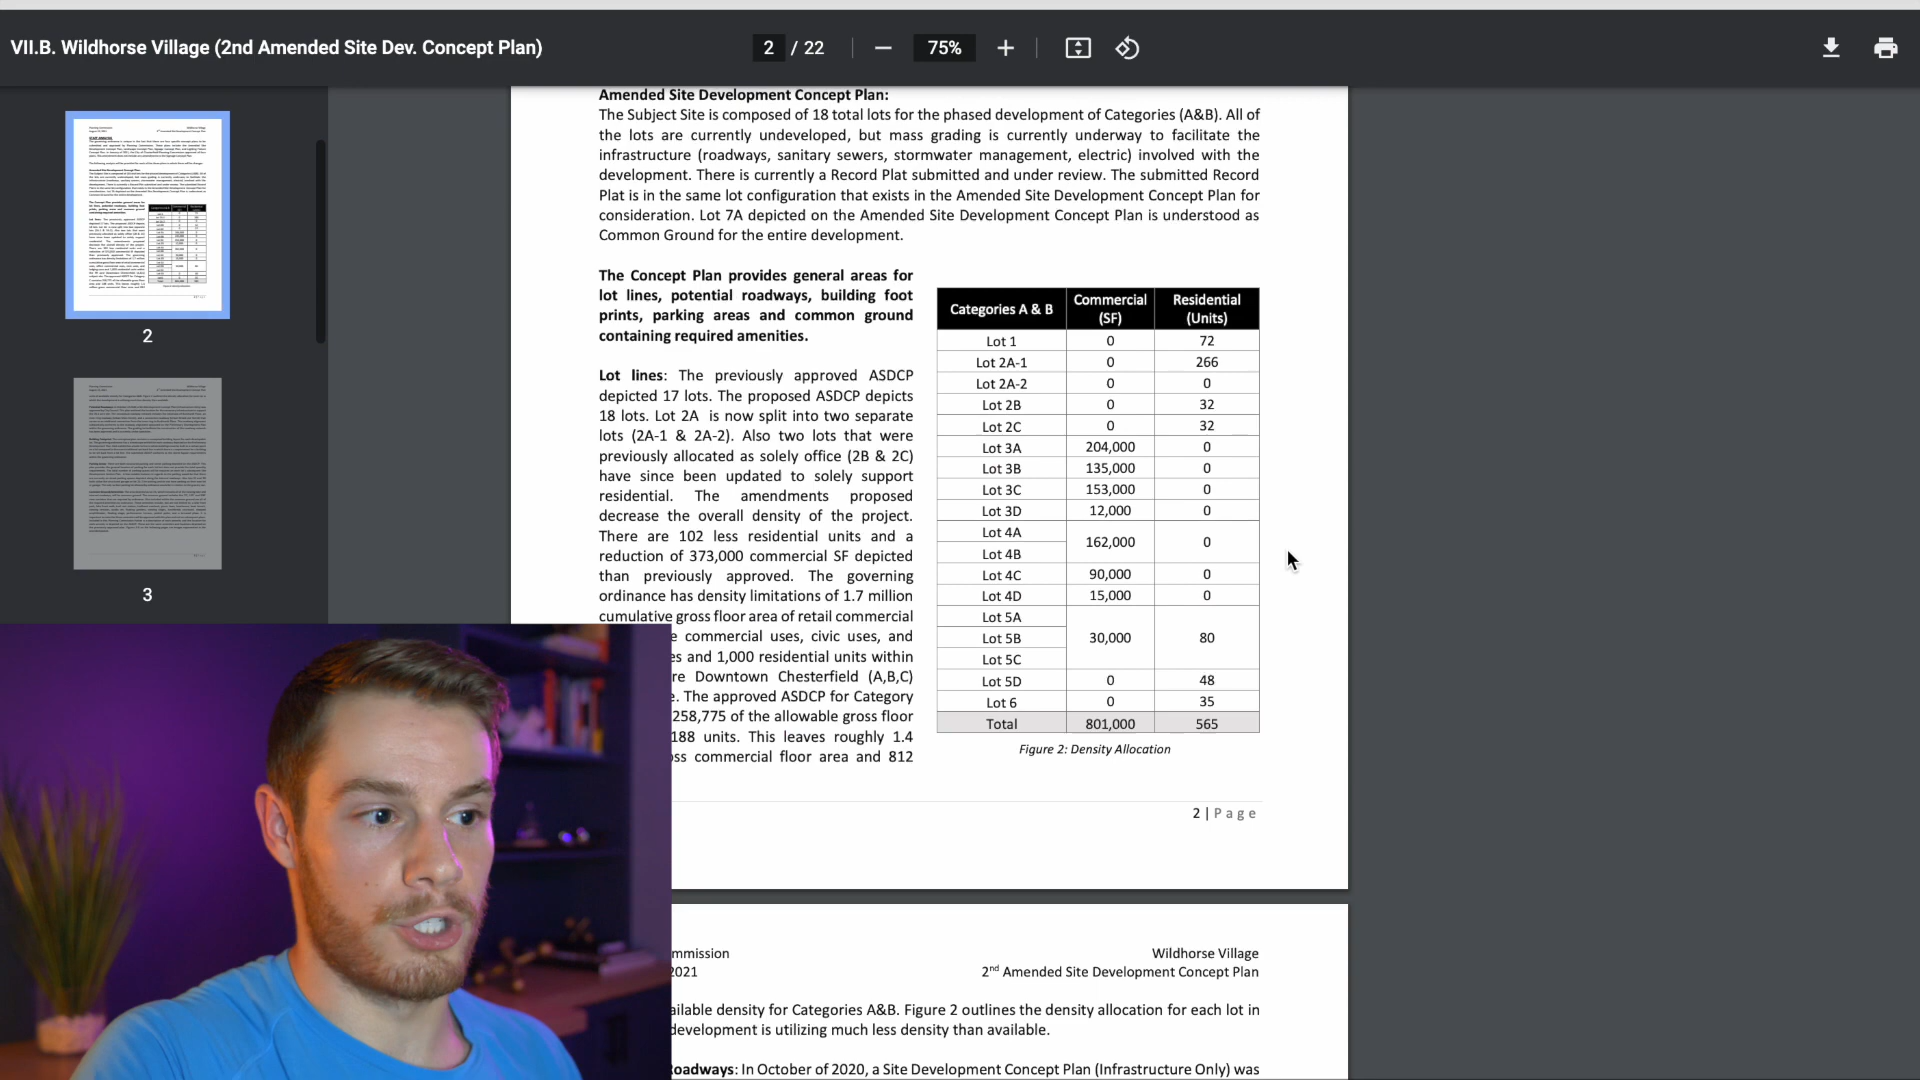 VII.B. Wildhorse Village (2nd Amended Site Dev. Concept Plan)
2 / 22
75%
2
3
Amended Site Development Concept Plan:
The Subject Site is composed of 18 total lots for the phased development of Categories (A&B). All of
the lots are currently undeveloped, but mass grading is currently underway to facilitate the
infrastructure (roadways, sanitary sewers, stormwater management, electric) involved with the
development. There is currently a Record Plat submitted and under review. The submitted Record
Plat is in the same lot configuration that exists in the Amended Site Development Concept Plan for
consideration. Lot 7A depicted on the Amended Site Development Concept Plan is understood as
Common Ground for the entire development.
The Concept Plan provides general areas for
lot lines, potential roadways, building foot
prints, parking areas and common ground
containing required amenities.
Lot lines: The previously approved ASDCP
depicted 17 lots. The proposed ASDCP depicts
18 lots. Lot 2A is now split into two separate
lots (2A-1 & 2A-2). Also two lots that were
previously allocated as solely office (2B & 2C)
have since been updated to solely support
residential. The amendments proposed
decrease the overall density of the project.
There are 102 less residential units and a
reduction of 373,000 commercial SF depicted
than previously approved. The governing
ordinance has density limitations of 1.7 million
cumulative gross floor area of retail commercial
e commercial uses, civic uses, and
es and 1,000 residential units within
re Downtown Chesterfield (A,B,C)
e. The approved ASDCP for Category
258,775 of the allowable gross floor
188 units. This leaves roughly 1.4
ss commercial floor area and 812
Categories A & B Commercial (SF) Residential (Units)
Lot 1 0 72
Lot 2A-1 0 266
Lot 2A-2 0 0
Lot 2B 0 32
Lot 2C 0 32
Lot 3A 204,000 0
Lot 3B 135,000 0
Lot 3C 153,000 0
Lot 3D 12,000 0
Lot 4A
162,000 0
Lot 4B
Lot 4C 90,000 0
Lot 4D 15,000 0
Lot 5A
Lot 5B 30,000 80
Lot 5C
Lot 5D 0 48
Lot 6 0 35
Total 801,000 565
Figure 2: Density Allocation
2 | Page
mmission
2021
Wildhorse Village
2nd Amended Site Development Concept Plan
ailable density for Categories A&B. Figure 2 outlines the density allocation for each lot in
development is utilizing much less density than available.
oadways: In October of 2020, a Site Development Concept Plan (Infrastructure Only) was